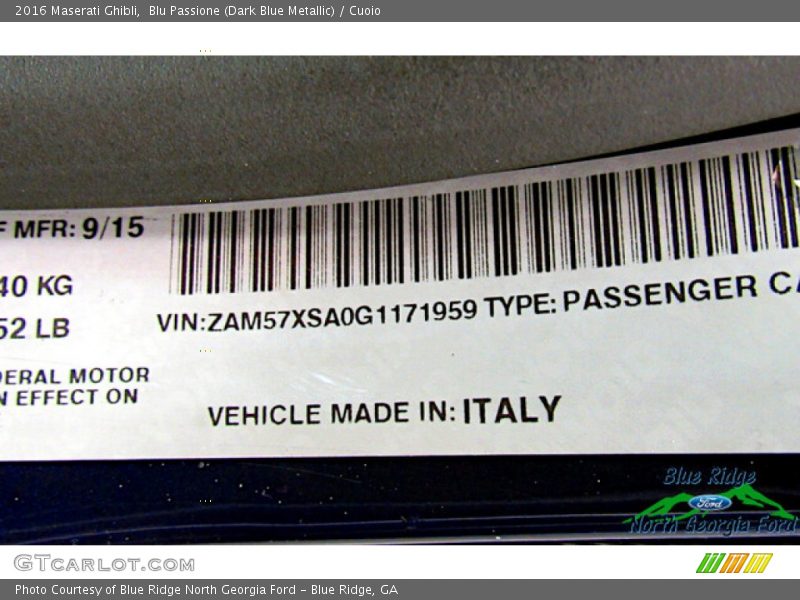 2016 Maserati Ghibli,  Blu Passione (Dark Blue Metallic) / Cuoio
F MFR: 9/15
40 KG
52 LB
VIN:ZAM57XSA0G1171959 TYPE: PASSENGER CA
DERAL MOTOR
N EFFECT ON
VEHICLE MADE IN: ITALY
Blue Ridge
Ford
North Georgia Ford
GTCARLOT.COM
Photo Courtesy of Blue Ridge North Georgia Ford – Blue Ridge, GA